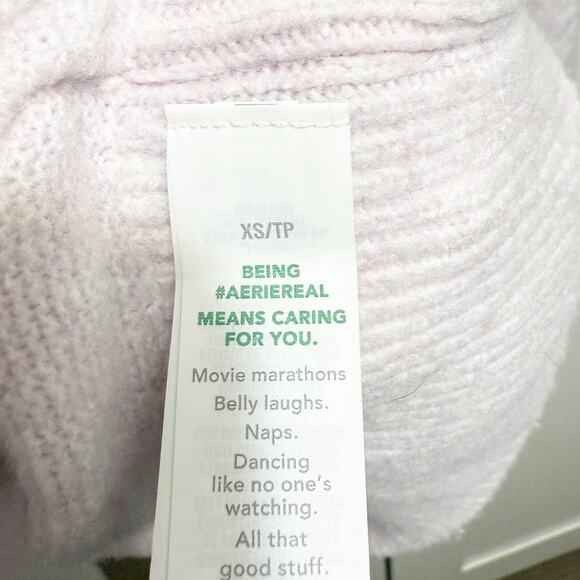 XS/TP
BEING
#AERIEREAL
MEANS CARING
FOR YOU.
Movie marathons
Belly laughs.
Naps.
Dancing
like no one's
watching.
All that
good stuff.